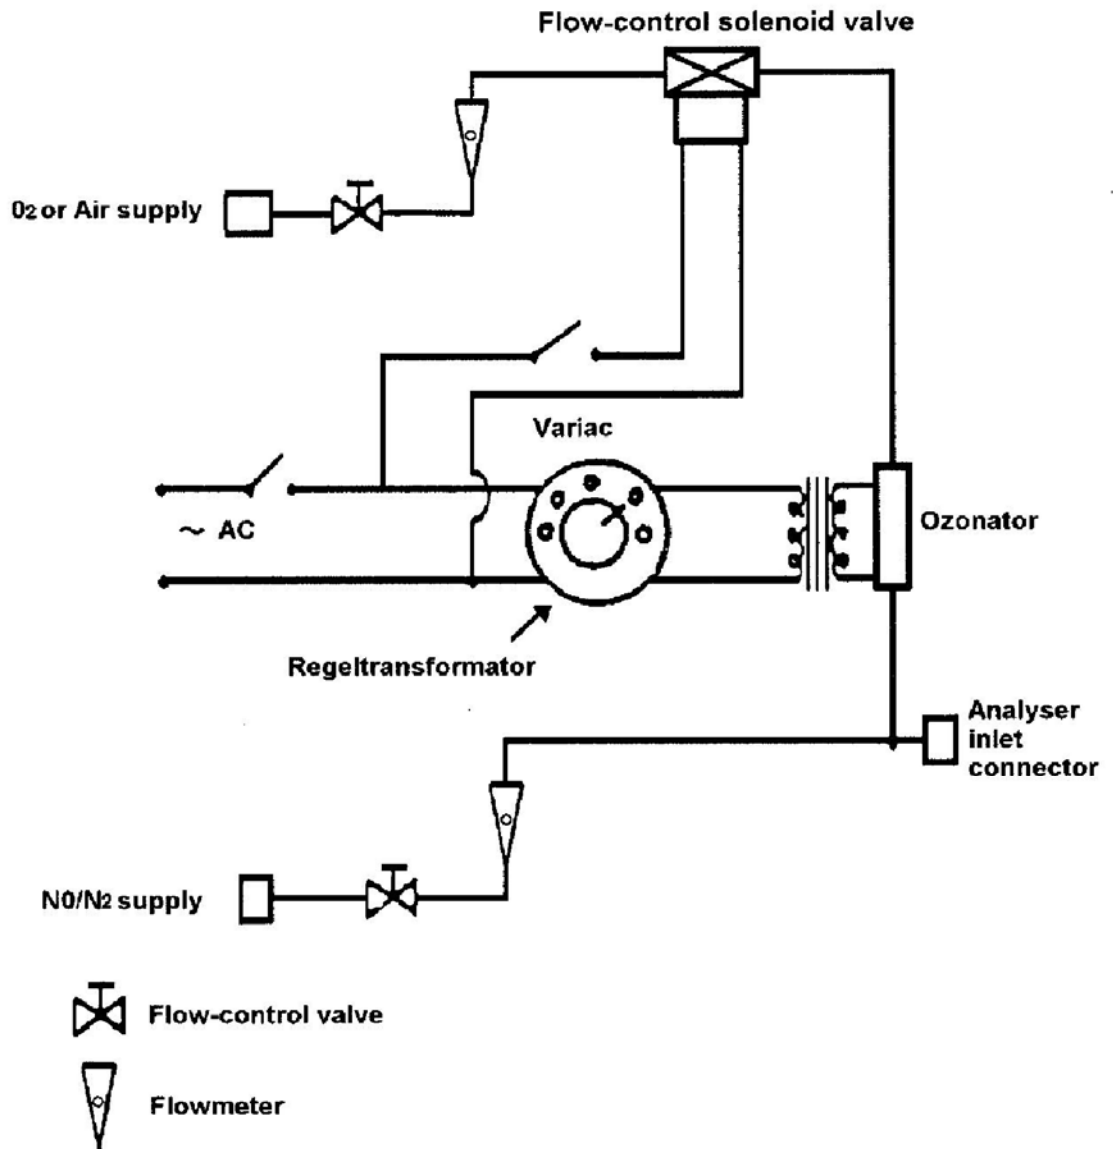 Flow-control solenoid valve
02 or Air supply
Variac
~ AC
Ozonator
Regeltransformator
Analyser
inlet
connector
N0/N2 supply
Flow-control valve
Flowmeter